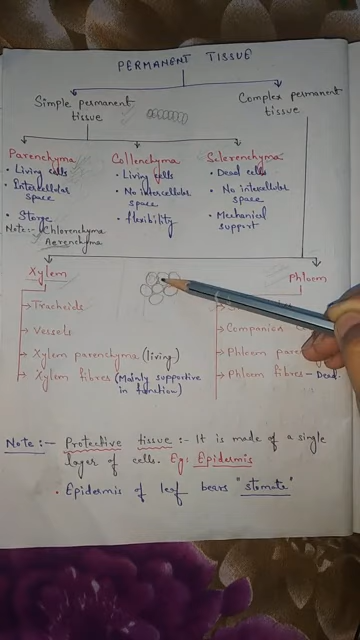 PERMANENT TISSUE
Simple permanent tissue
Complex permanent tissue
Parenchyma
• Living cells
• Intercellular space
• Storge
Note:- Chlorenchyma
Aerenchyma
Collenchyma
• Living cells
• No intercellular space
• flexibility
Sclerenchyma
• Dead cells
No intercellular space
• Mechanical support
Xylem
→ Tracheids
→ Vessels
→ Xylem parenchyma (living)
→ Xylem fibres (Mainly supportive in function)
Phloem
→ Companion
→ Phloem paren
→ Phloem fibres - Dead.
Note :- Protective tissue :- It is made of a single
layer of cells. Eg: Epidermis
• Epidermis of leaf bears "stomate"